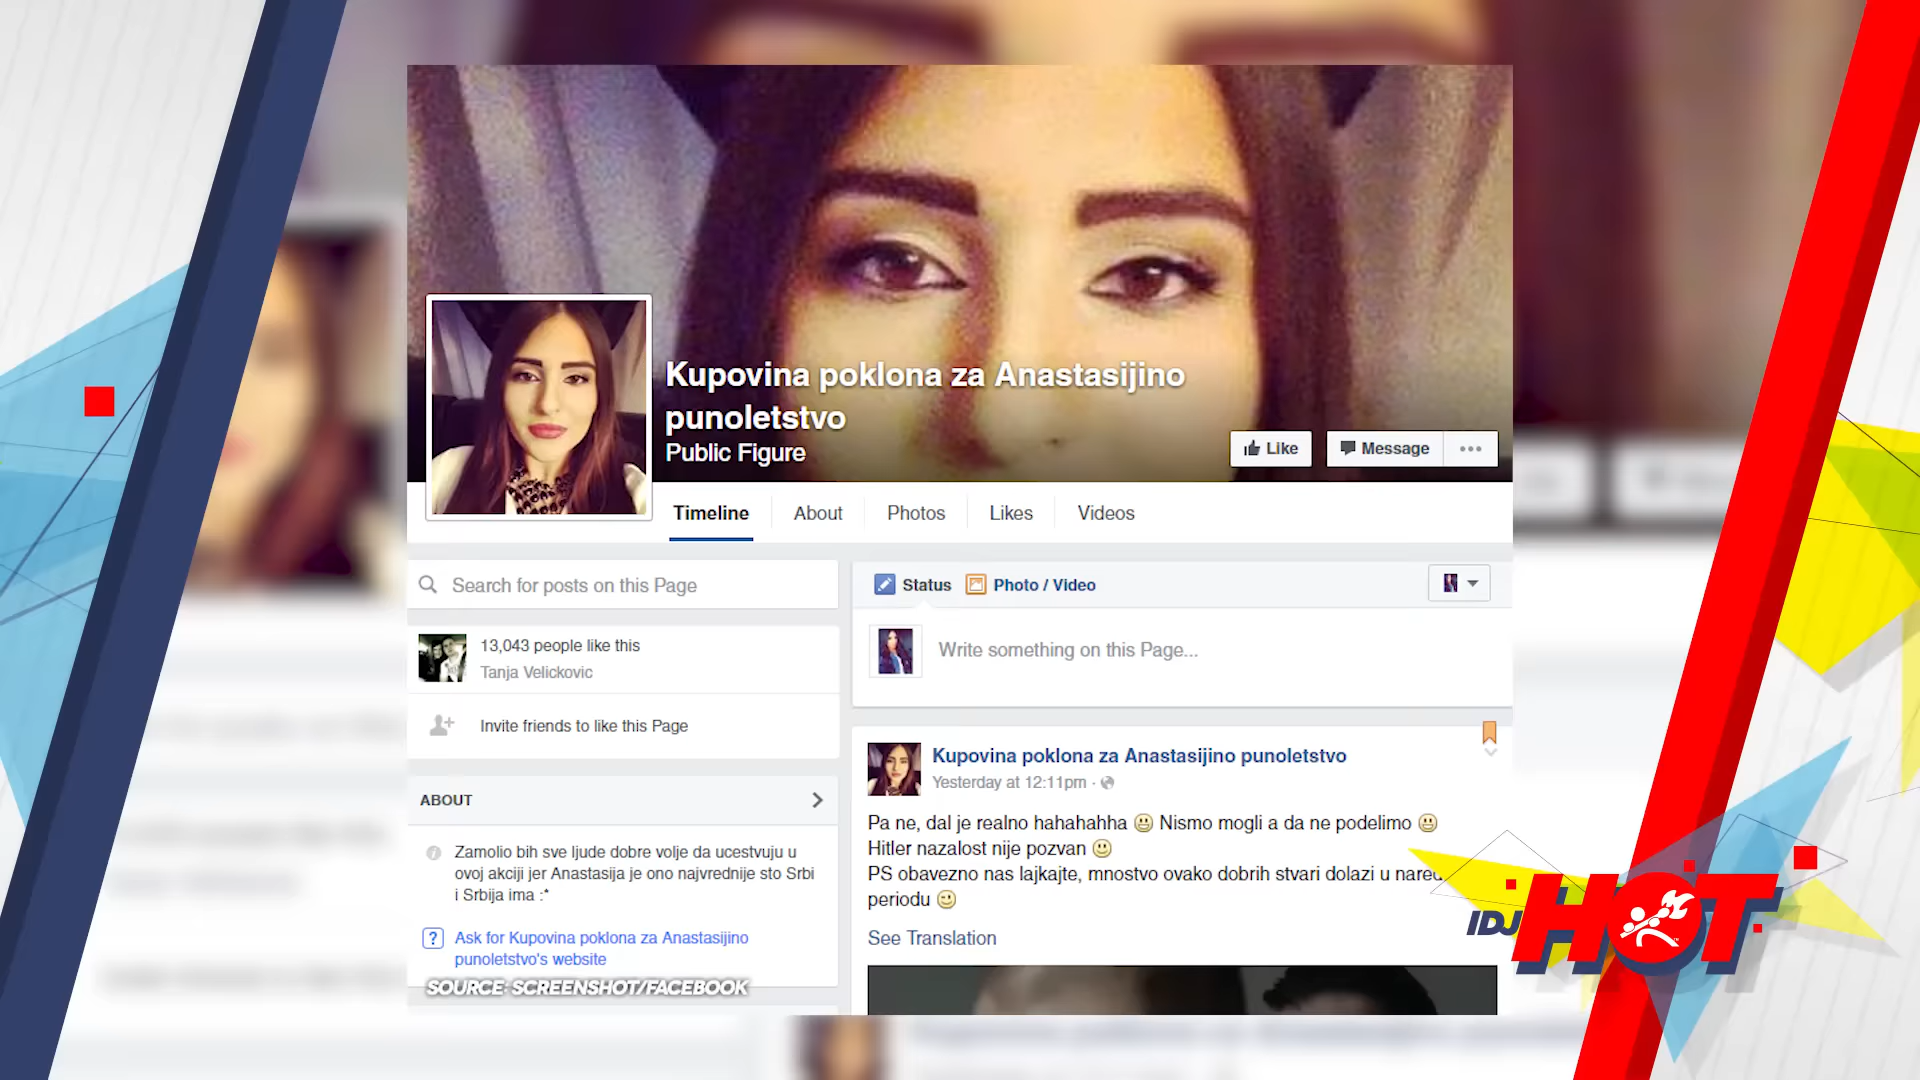 Kupovina poklona za Anastasijino
punoletstvo
Public Figure
Like
Message
Timeline
About
Photos
Likes
Videos
Search for posts on this Page
13,043 people like this
Tanja Velickovic
Invite friends to like this Page
ABOUT
Zamolio bih sve ljude dobre volje da ucestvuju u
ovoj akciji jer Anastasija je ono najvrednije sto Srbi
i Srbija ima :*
? Ask for Kupovina poklona za Anastasijino
punoletstvo's website
SOURCE: SCREENSHOT/FACEBOOK
Status
Photo / Video
Write something on this Page...
Kupovina poklona za Anastasijino punoletstvo
Yesterday at 12:11pm ·
Pa ne, dal je realno hahahahha 😀 Nismo mogli a da ne podelimo 😀
Hitler nazalost nije pozvan 🙂
PS obavezno nas lajkajte, mnostvo ovako dobrih stvari dolazi u
periodu 😉
See Translation
IDJ
HOT